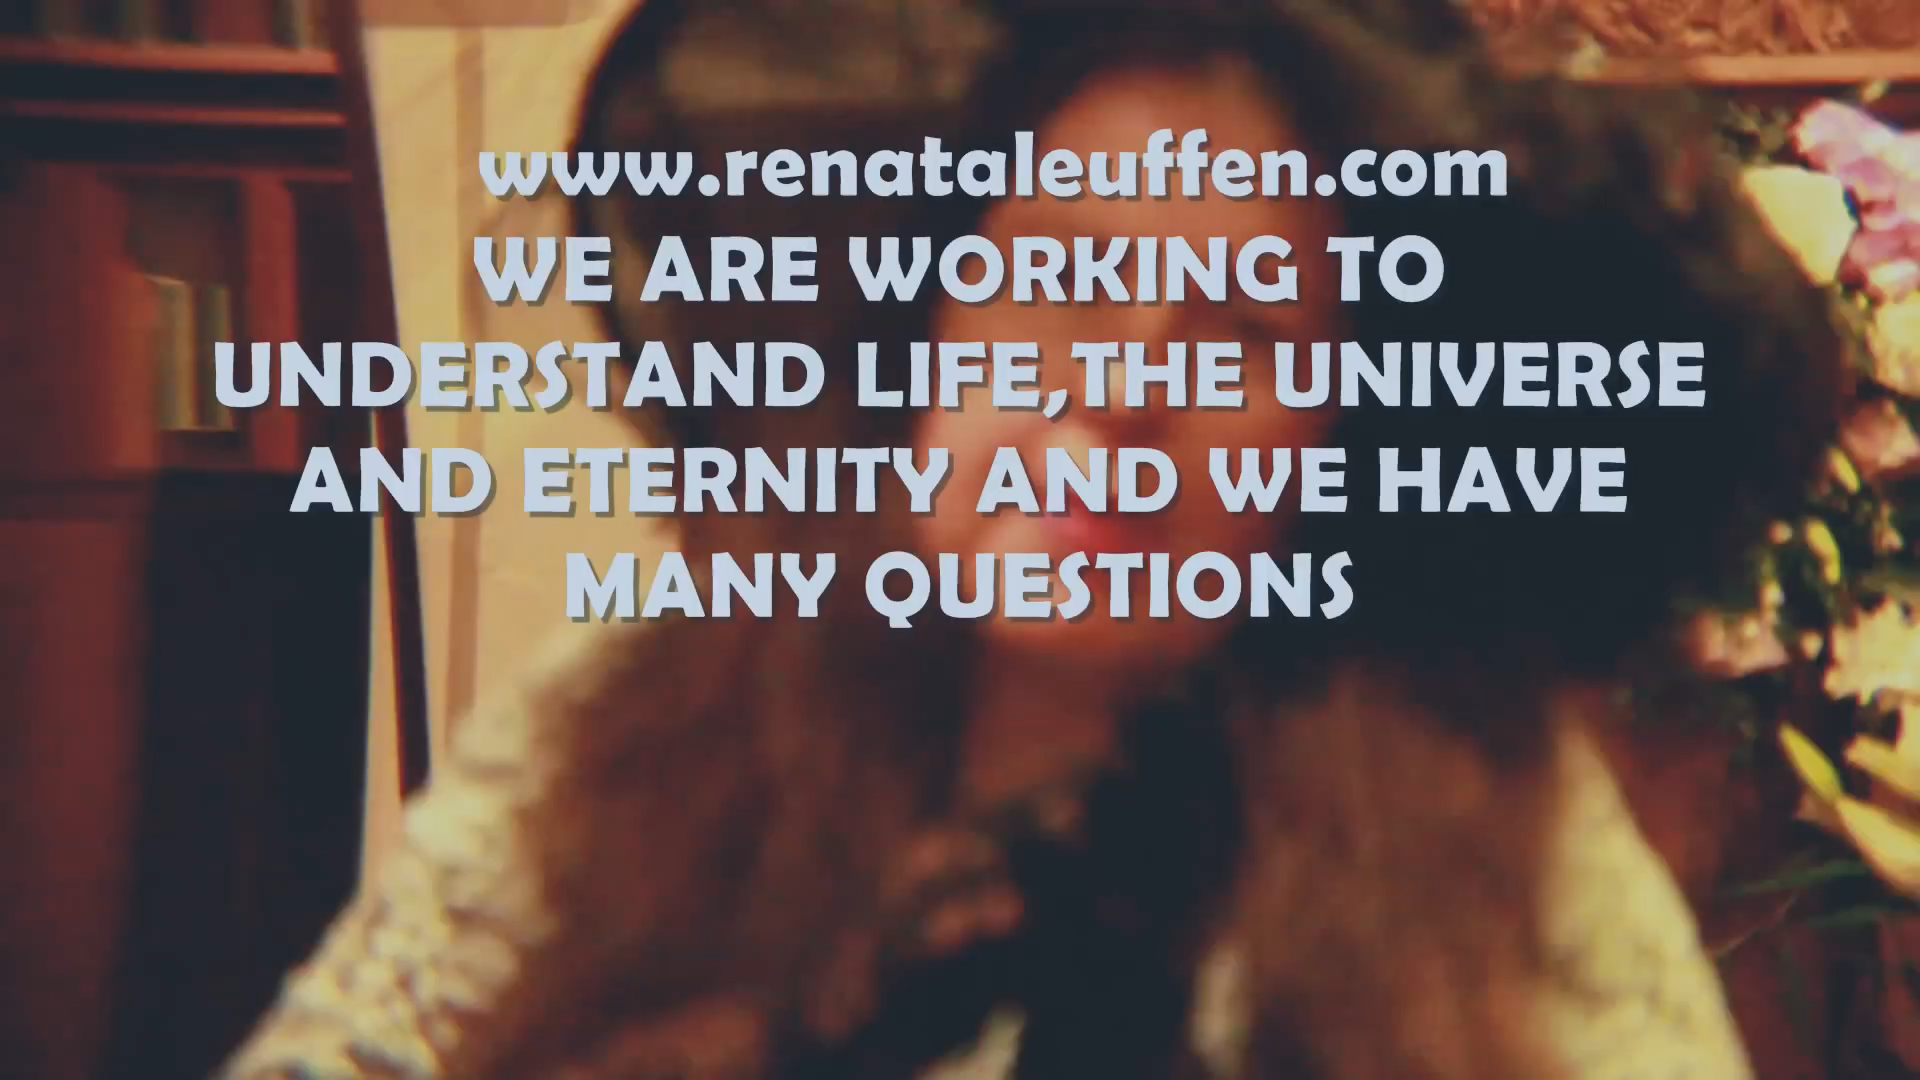 www.renataleuffen.com
WE ARE WORKING TO
UNDERSTAND LIFE,THE UNIVERSE
AND ETERNITY AND WE HAVE
MANY QUESTIONS